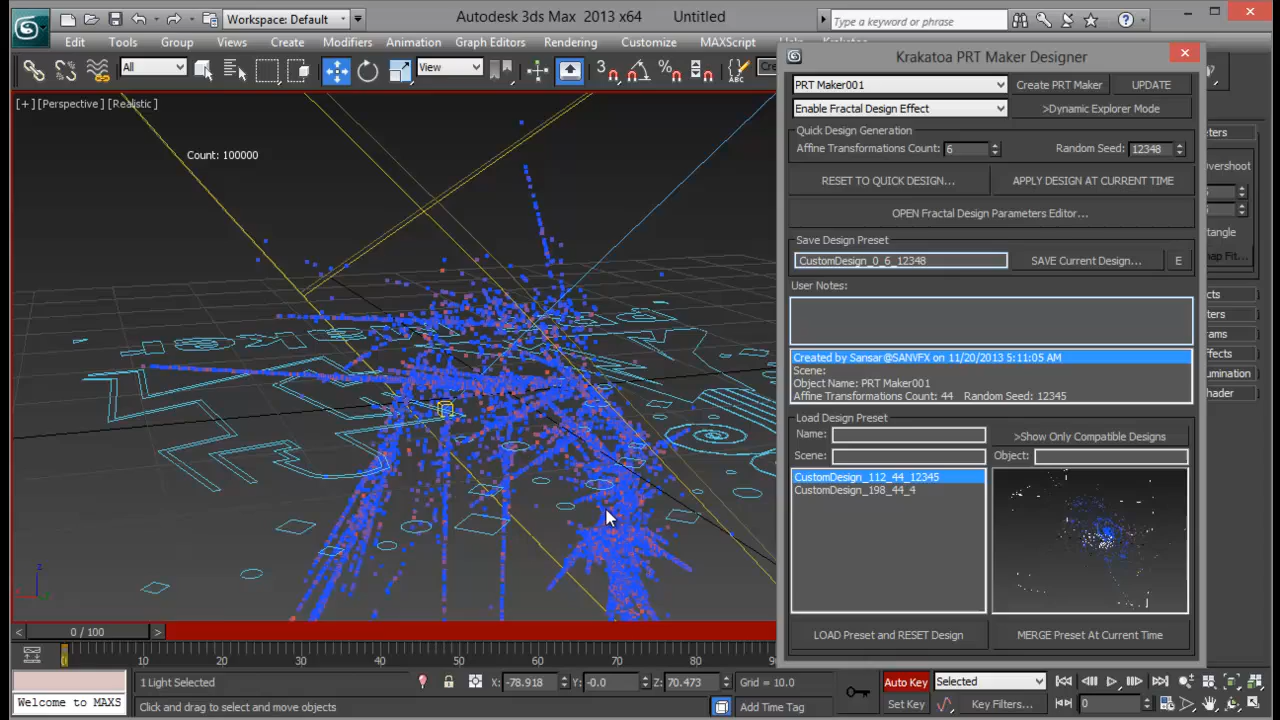 Workspace: Default
Autodesk 3ds Max 2013 x64 Untitled
Type a keyword or phrase
Edit Tools Group Views Create Modifiers Animation Graph Editors Rendering Customize MAXScript
All View
[+][Perspective][Realistic]
Count: 100000
Krakatoa PRT Maker Designer
PRT Maker001 Create PRT Maker UPDATE
Enable Fractal Design Effect >Dynamic Explorer Mode
Quick Design Generation
Affine Transformations Count: 6 Random Seed: 12348
RESET TO QUICK DESIGN... APPLY DESIGN AT CURRENT TIME
OPEN Fractal Design Parameters Editor...
Save Design Preset
CustomDesign_0_6_12348 SAVE Current Design... E
User Notes:
Created by Sansar@SANVFX on 11/20/2013 5:11:05 AM
Scene:
Object Name: PRT Maker001
Affine Transformations Count: 44 Random Seed: 12345
Load Design Preset
Name: >Show Only Compatible Designs
Scene: Object:
CustomDesign_112_44_12345
CustomDesign_198_44_4
LOAD Preset and RESET Design MERGE Preset At Current Time
0 / 100
10 20 30 40 50 60 70 80
1 Light Selected X: -78.918 Y: -0.0 Z: 70.473 Grid = 10.0 Auto Key Selected
Welcome to MAXS Click and drag to select and move objects Add Time Tag Set Key Key Filters... 0